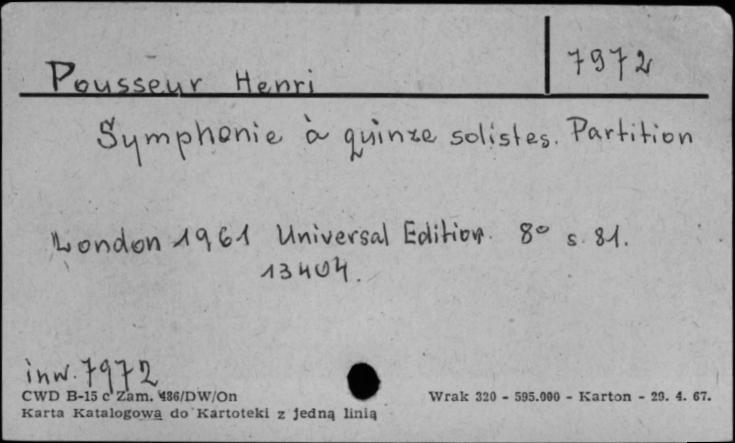 7972
Pousseur Henri
Symphonie à quinze solistes. Partition
London 1961 Universal Edition. 8° s. 81.
13404.
inw. 7972
CWD B-15 c Zam. 486/DW/On
Wrak 320 - 595.000 - Karton - 29. 4. 67.
Karta Katalogowa do Kartoteki z jedną linią